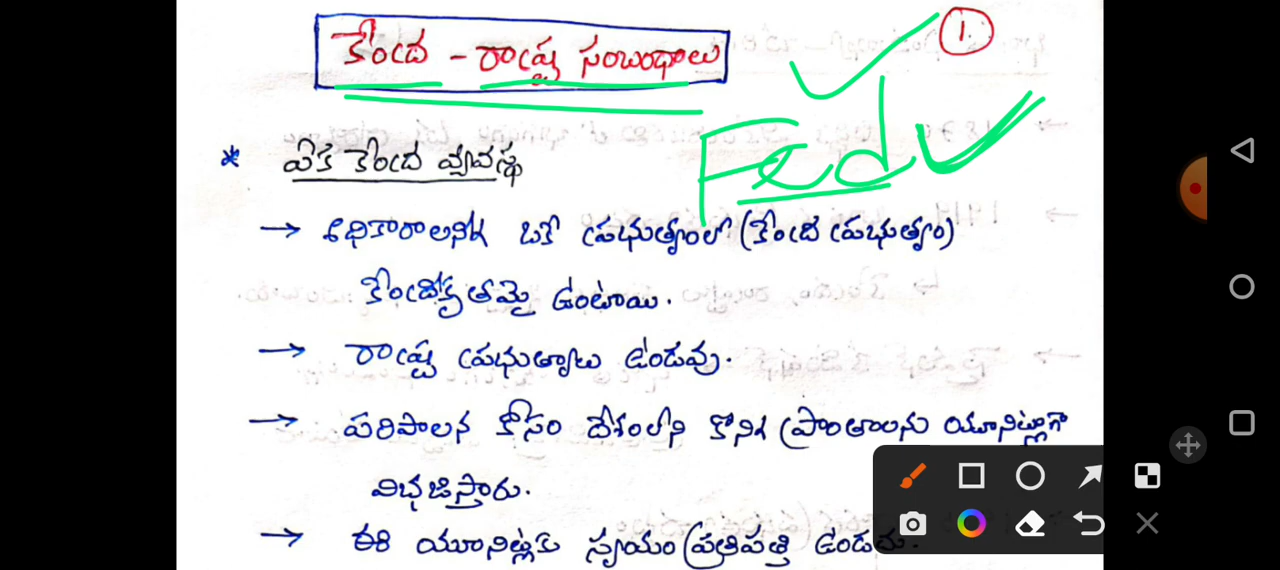 కేంద్ర - రాష్ట్ర సంబంధాలు
1.
Fed
* ఏక కేంద్ర వ్యవస్థ
→ అధికారాలన్నీ ఒకే ప్రభుత్వంలో (కేంద్ర ప్రభుత్వం)
కేంద్రీకృతమై ఉంటాయి.
→ రాష్ట్ర ప్రభుత్వాలు ఉండవు.
→ పరిపాలన కోసం దేశంలోని కొన్ని ప్రాంతాలను యూనిట్లుగా
విభజిస్తారు.
→ ఈ యూనిట్లకు స్వయం ప్రతిపత్తి ఉండదు.